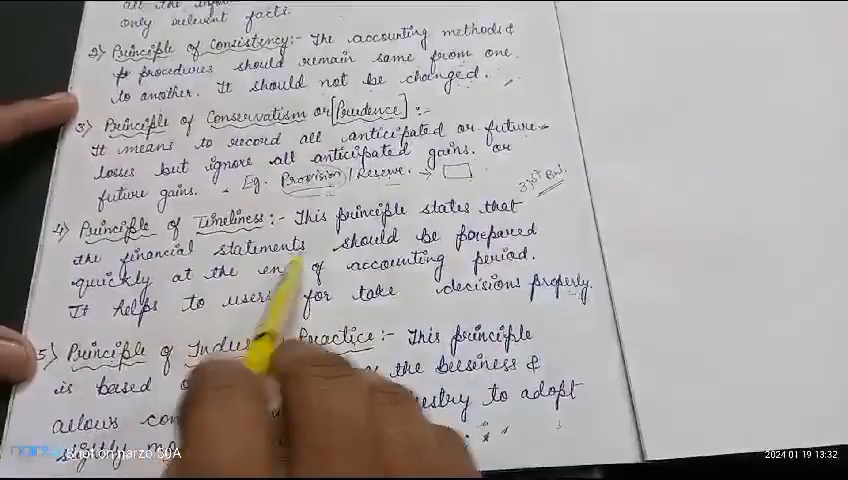 all the
only relevant facts.
2) Principle of Consistency:- The accounting methods &
procedures should remain same from one
to another. It should not be changed.
3) Principle of Conservatism or [Prudence] :-
It means to record all anticipated or future
losses but ignore all anticipated gains. or
future gains. - Eg. Provision / Reserve. →
31st
4) Principle of Timeliness:- This principle states that
the financial statements should be prepared
quickly at the of accounting period.
It helps to users for take decisions properly.
5) Principle of Practice:- This principle
is based the business &
allows to adopt
slightly
Shot on narzo 50A
2024 01 19 13:32